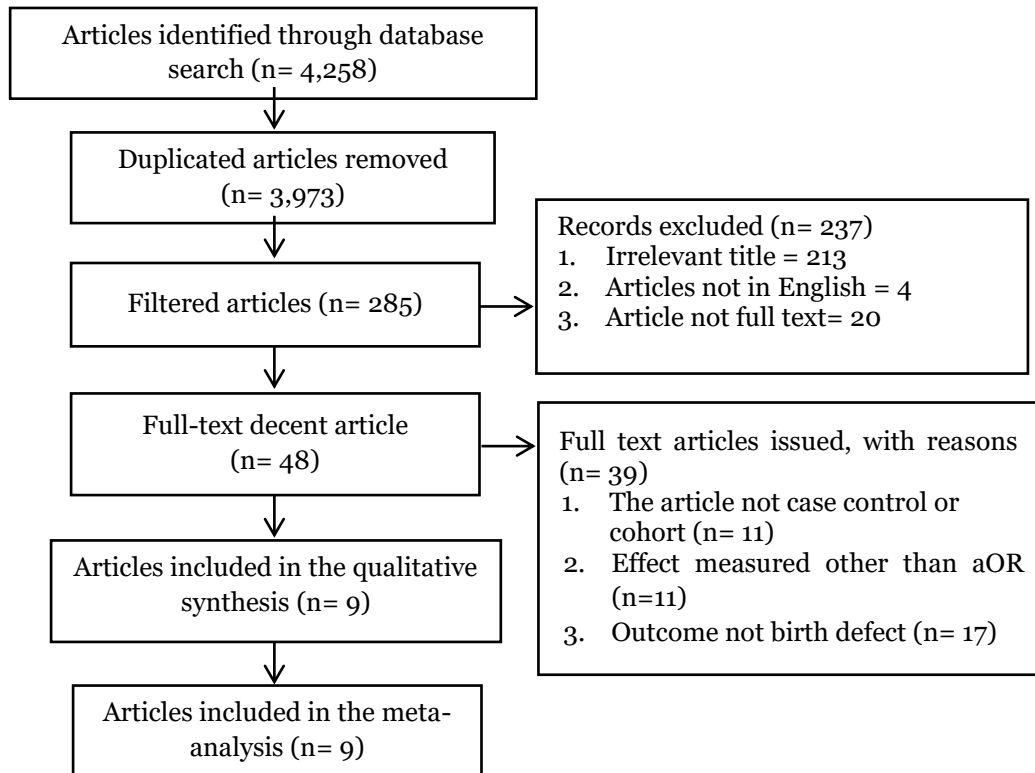 Articles identified through database
search (n= 4,258)
Duplicated articles removed
(n= 3,973)
Filtered articles (n= 285)
Records excluded (n= 237)
1. Irrelevant title = 213
2. Articles not in English = 4
3. Article not full text= 20
Full-text decent article
(n= 48)
Full text articles issued, with reasons
(n= 39)
1. The article not case control or
cohort (n= 11)
2. Effect measured other than aOR
(n=11)
3. Outcome not birth defect (n= 17)
Articles included in the qualitative
synthesis (n= 9)
Articles included in the meta-
analysis (n= 9)